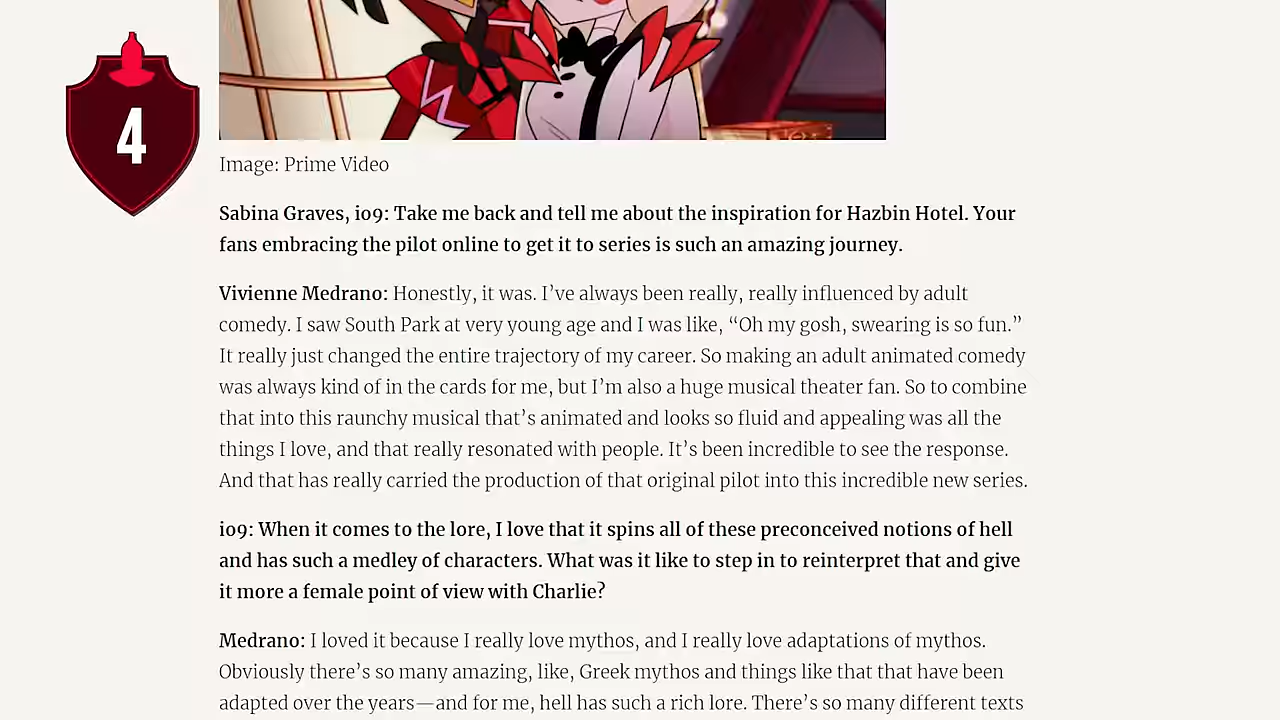 4
Image: Prime Video
Sabina Graves, io9: Take me back and tell me about the inspiration for Hazbin Hotel. Your
fans embracing the pilot online to get it to series is such an amazing journey.
Vivienne Medrano: Honestly, it was. I’ve always been really, really influenced by adult
comedy. I saw South Park at very young age and I was like, “Oh my gosh, swearing is so fun.”
It really just changed the entire trajectory of my career. So making an adult animated comedy
was always kind of in the cards for me, but I’m also a huge musical theater fan. So to combine
that into this raunchy musical that’s animated and looks so fluid and appealing was all the
things I love, and that really resonated with people. It’s been incredible to see the response.
And that has really carried the production of that original pilot into this incredible new series.
io9: When it comes to the lore, I love that it spins all of these preconceived notions of hell
and has such a medley of characters. What was it like to step in to reinterpret that and give
it more a female point of view with Charlie?
Medrano: I loved it because I really love mythos, and I really love adaptations of mythos.
Obviously there’s so many amazing, like, Greek mythos and things like that that have been
adapted over the years—and for me, hell has such a rich lore. There’s so many different texts